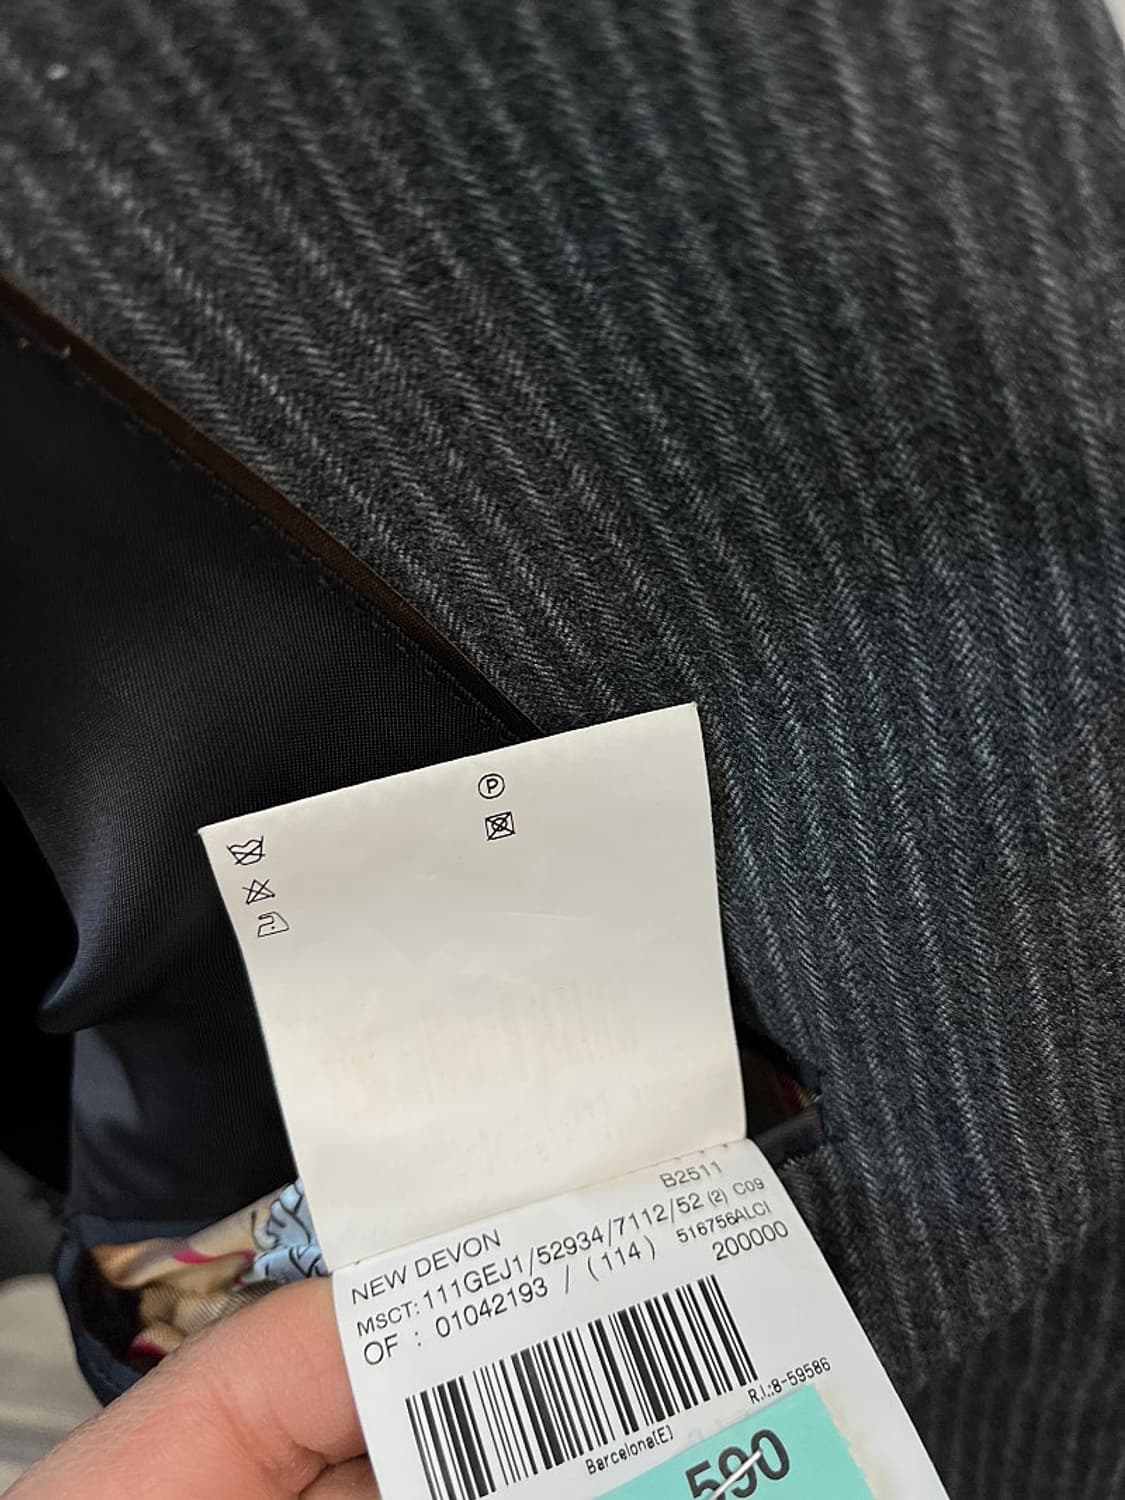 P
B2511
NEW DEVON
MSCT: 111GEJ1/52934/7112/52 (2) C09
OF : 01042193 / (114) 516756ALCI
200000
R.I.:8-59586
Barcelona[E]
590